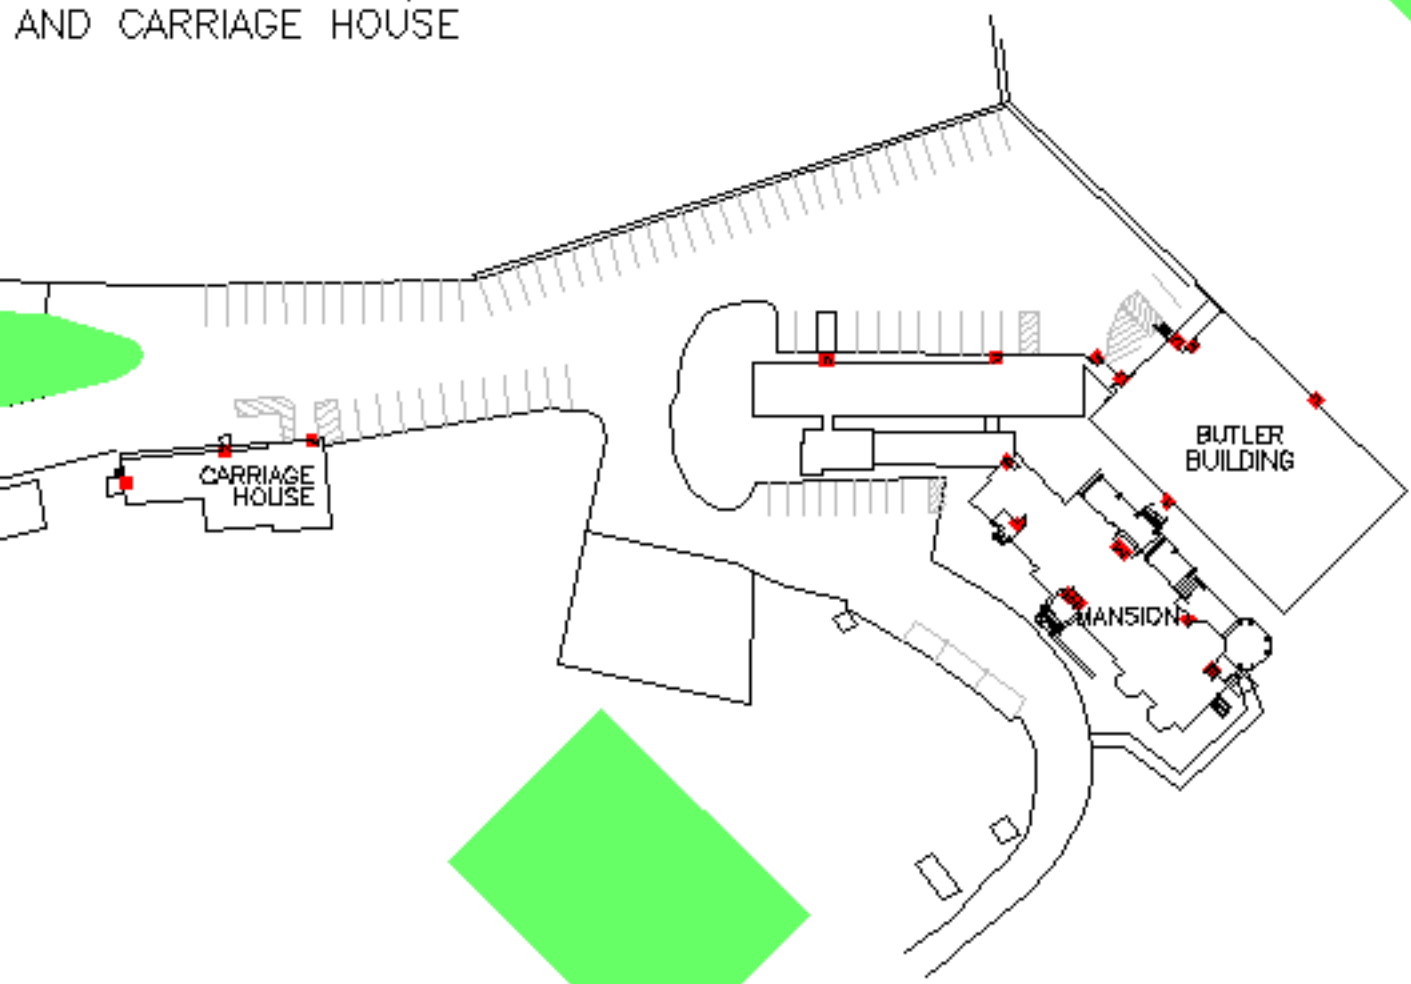 AND CARRIAGE HOUSE
BUTLER
BUILDING
CARRIAGE
HOUSE
MANSION